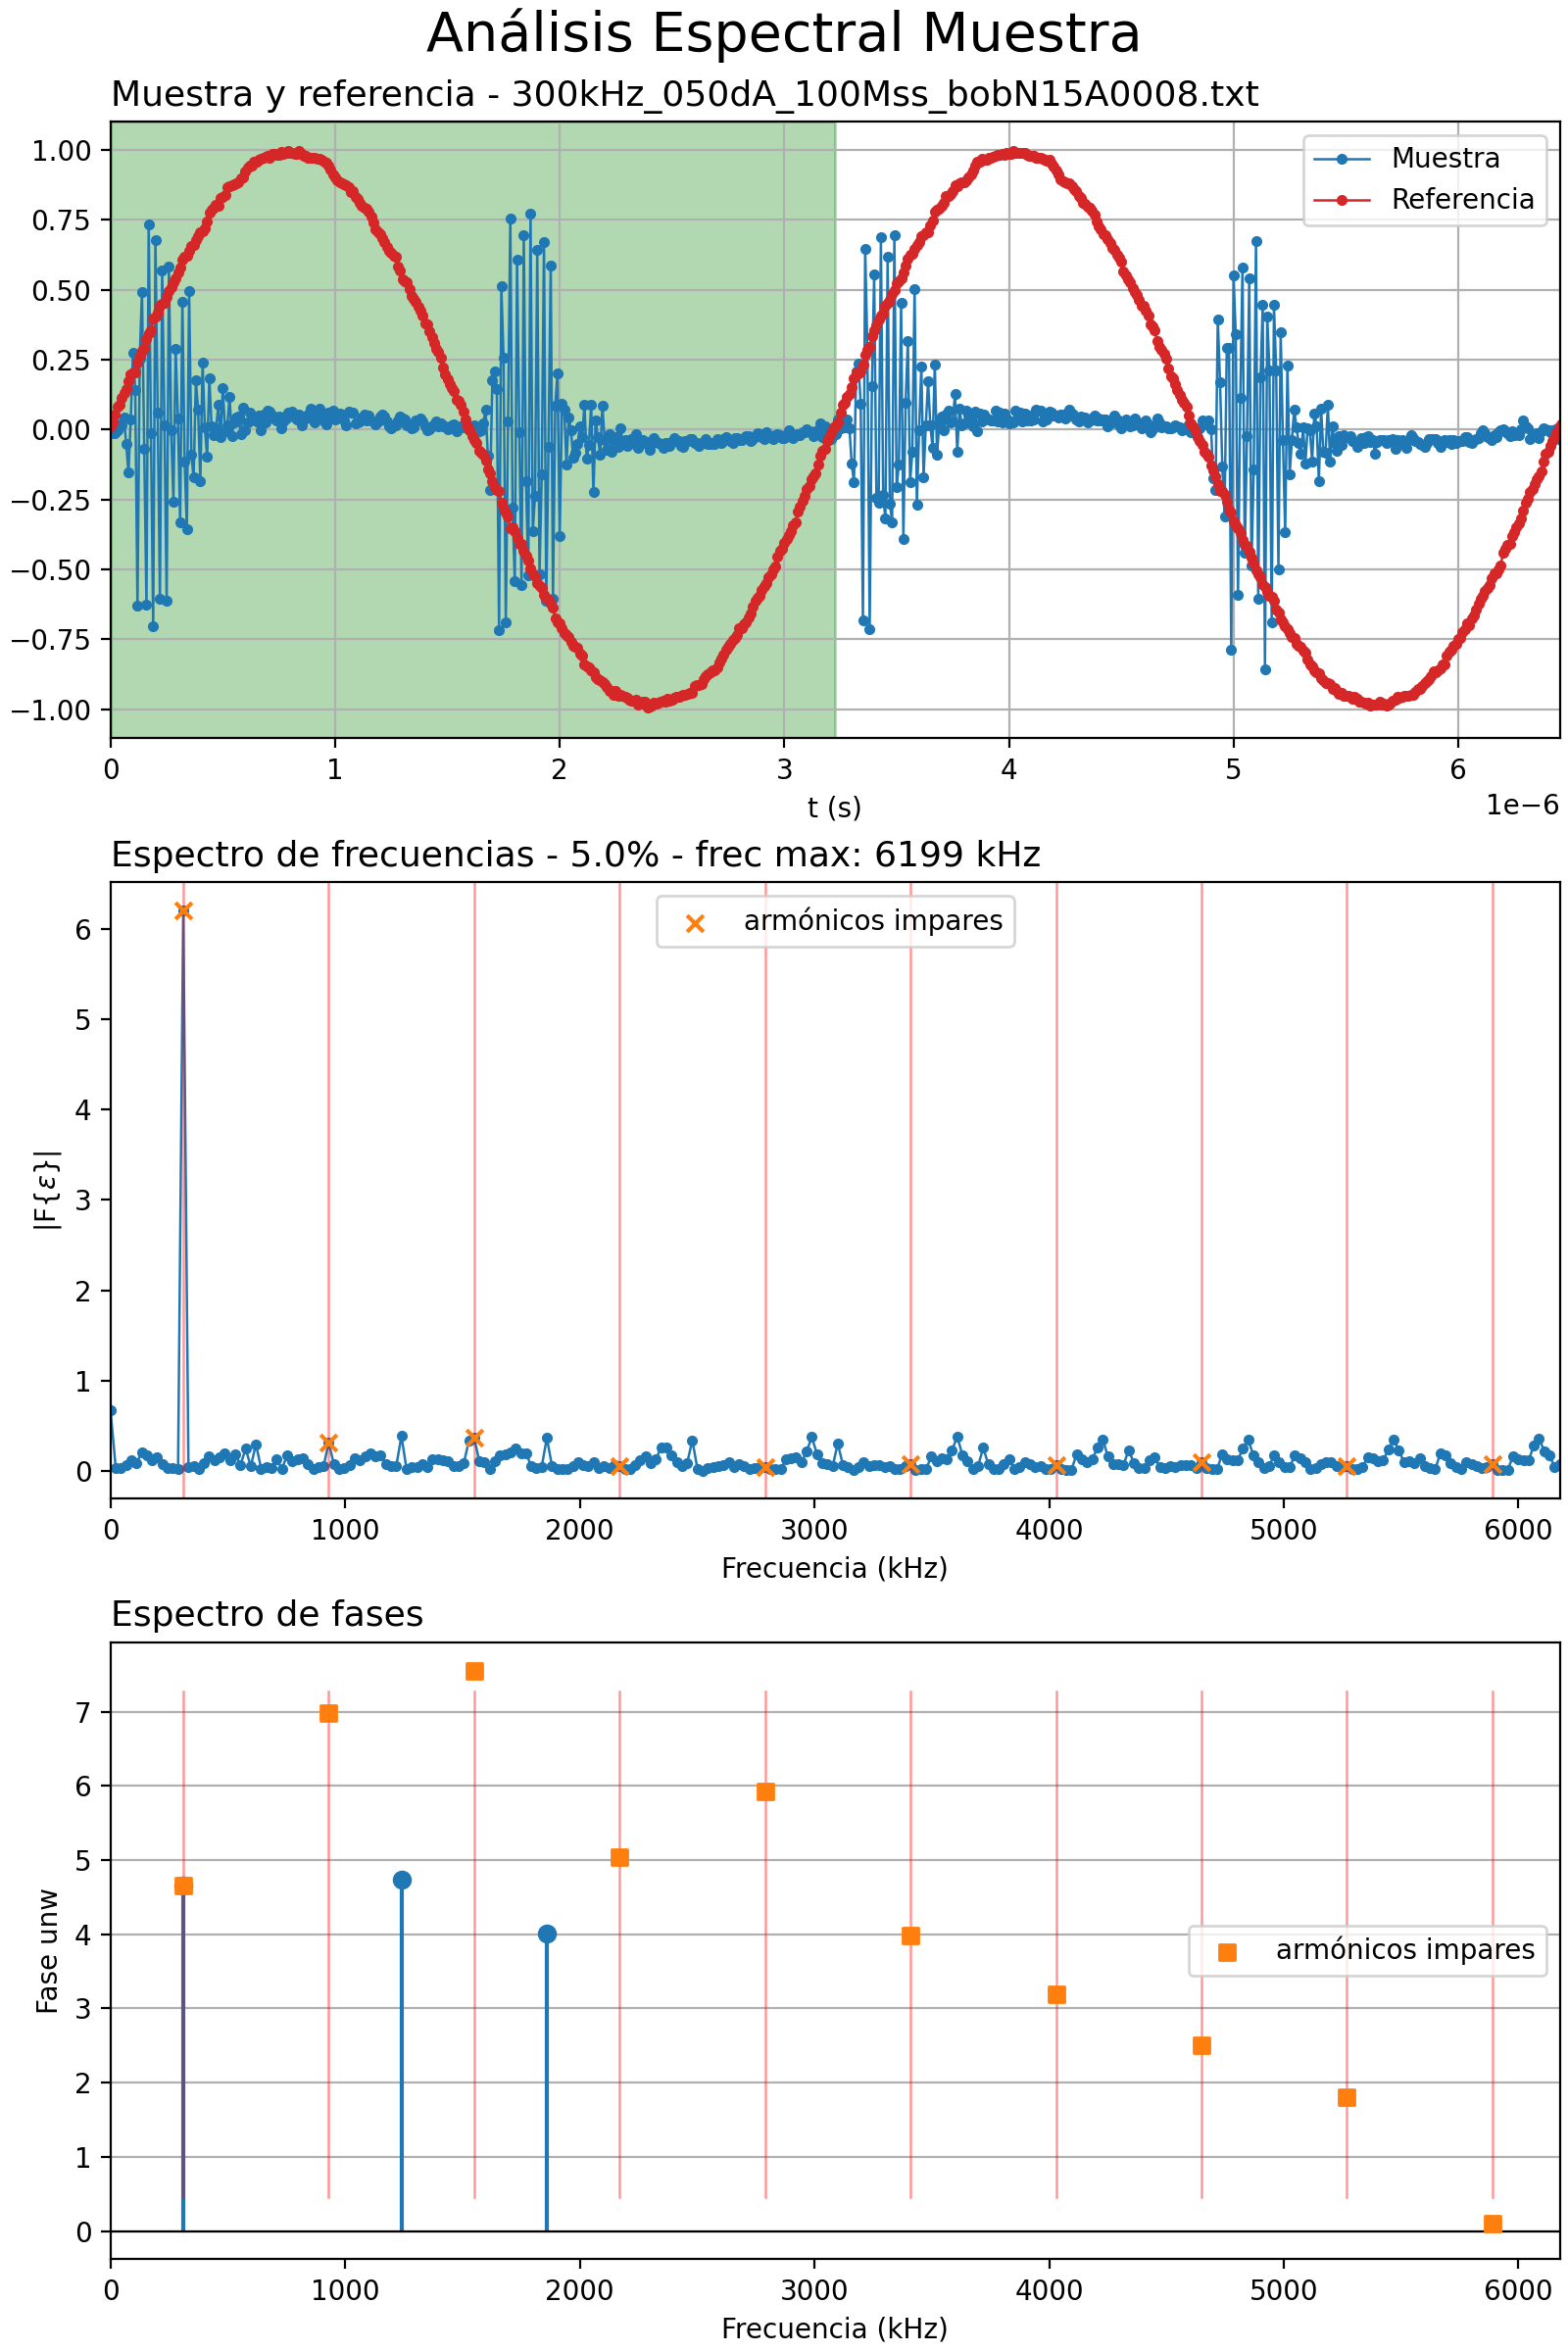 Análisis Espectral Muestra
Muestra y referencia - 300kHz_050dA_100Mss_bobN15A0008.txt
1.00
0.75
0.50
0.25
0.00
−0.25
−0.50
−0.75
−1.00
Muestra
Referencia
0 1 2 3 4 5 6
t (s)
1e−6
Espectro de frecuencias - 5.0% - frec max: 6199 kHz
armónicos impares
|F{ε}|
6
5
4
3
2
1
0
0 1000 2000 3000 4000 5000 6000
Frecuencia (kHz)
Espectro de fases
Fase unw
7
6
5
4
3
2
1
0
armónicos impares
0 1000 2000 3000 4000 5000 6000
Frecuencia (kHz)